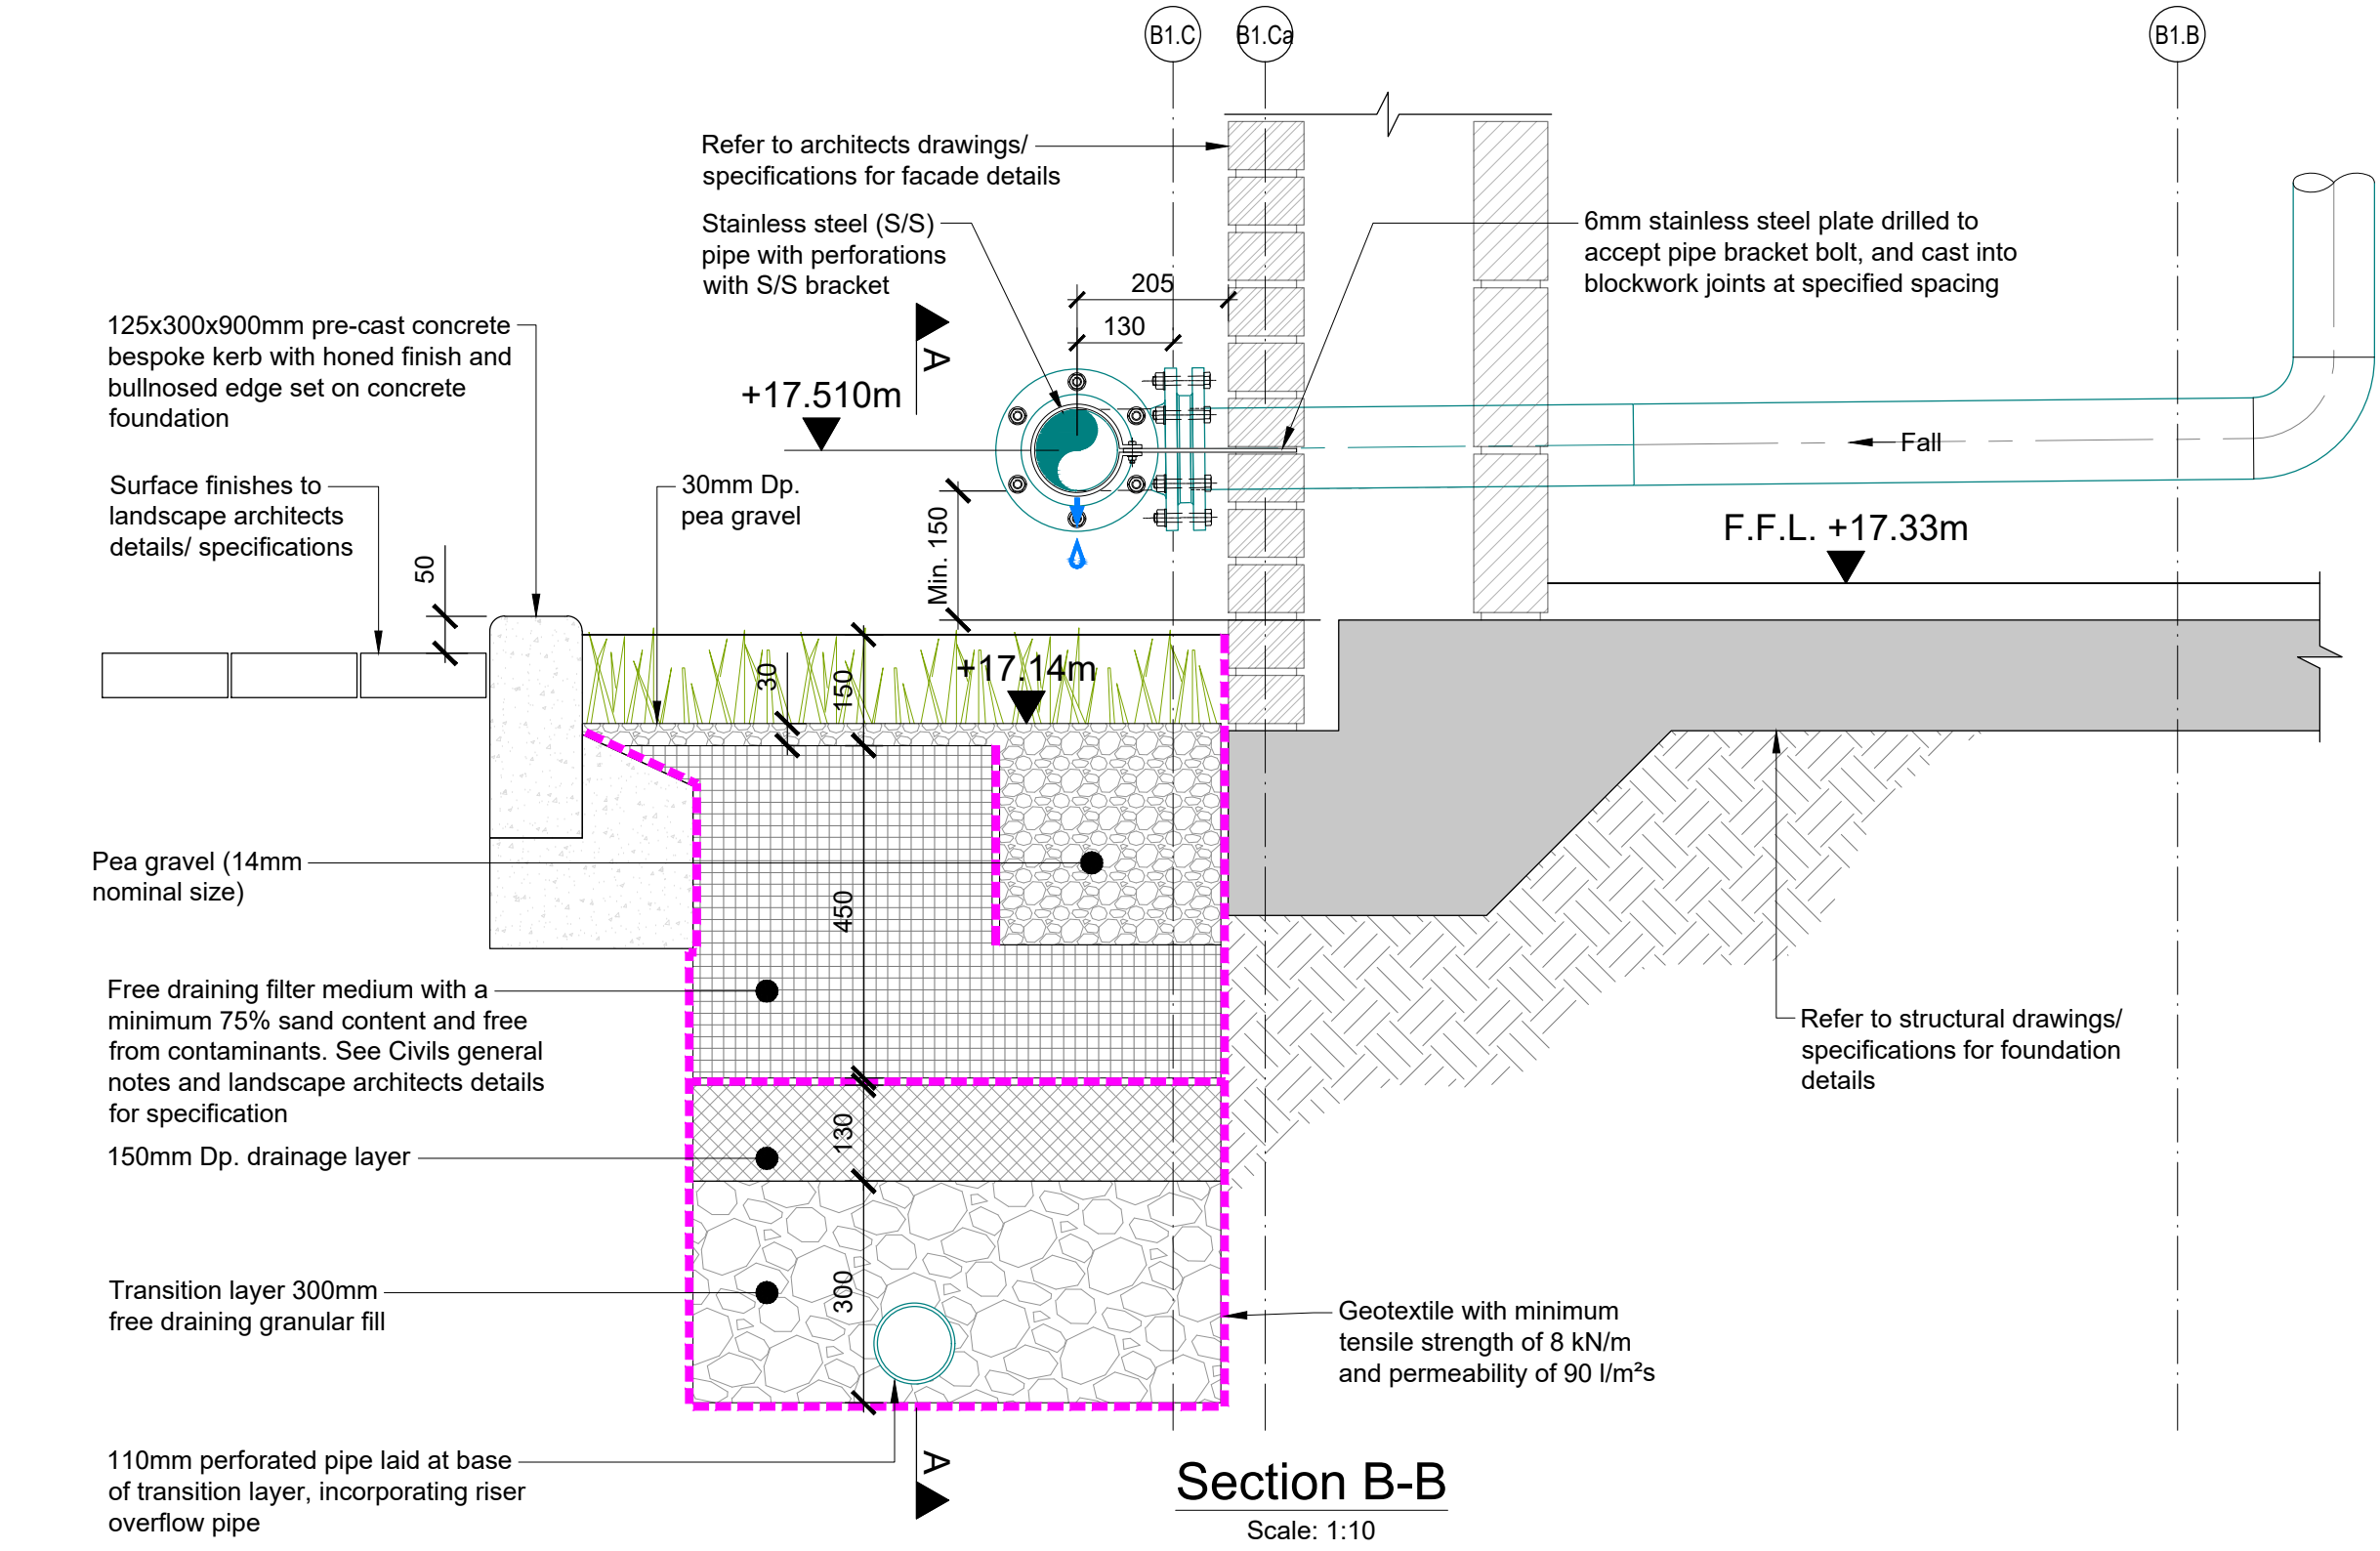 B1.C
B1.Ca
B1.B
Refer to architects drawings/
specifications for facade details
Stainless steel (S/S)
pipe with perforations
with S/S bracket
6mm stainless steel plate drilled to
accept pipe bracket bolt, and cast into
blockwork joints at specified spacing
205
130
125x300x900mm pre-cast concrete
bespoke kerb with honed finish and
bullnosed edge set on concrete
foundation
A
+17.510m
Fall
Surface finishes to
landscape architects
details/ specifications
30mm Dp.
pea gravel
Min. 150
F.F.L. +17.33m
50
30
150
+17.14m
Pea gravel (14mm
nominal size)
450
Free draining filter medium with a
minimum 75% sand content and free
from contaminants. See Civils general
notes and landscape architects details
for specification
Refer to structural drawings/
specifications for foundation
details
130
150mm Dp. drainage layer
Transition layer 300mm
free draining granular fill
300
Geotextile with minimum
tensile strength of 8 kN/m
and permeability of 90 l/m²s
110mm perforated pipe laid at base
of transition layer, incorporating riser
overflow pipe
A
Section B-B
Scale: 1:10